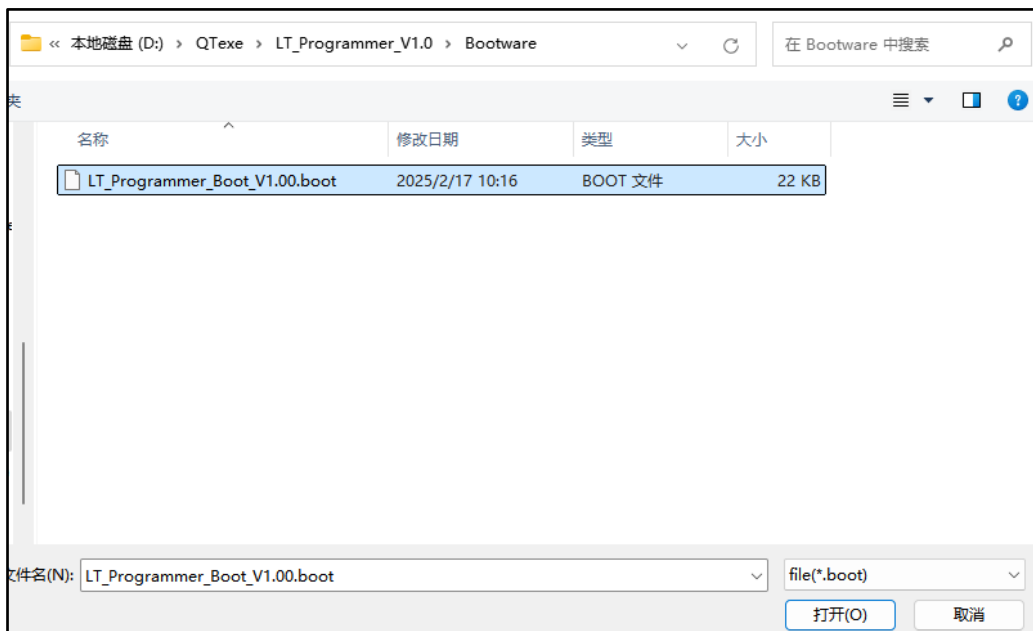 « 本地磁盘 (D:) › QTexe › LT_Programmer_V1.0 › Bootware 在 Bootware 中搜索
夹
名称 修改日期 类型 大小
LT_Programmer_Boot_V1.00.boot 2025/2/17 10:16 BOOT 文件 22 KB
文件名(N): LT_Programmer_Boot_V1.00.boot file(*.boot)
打开(O) 取消